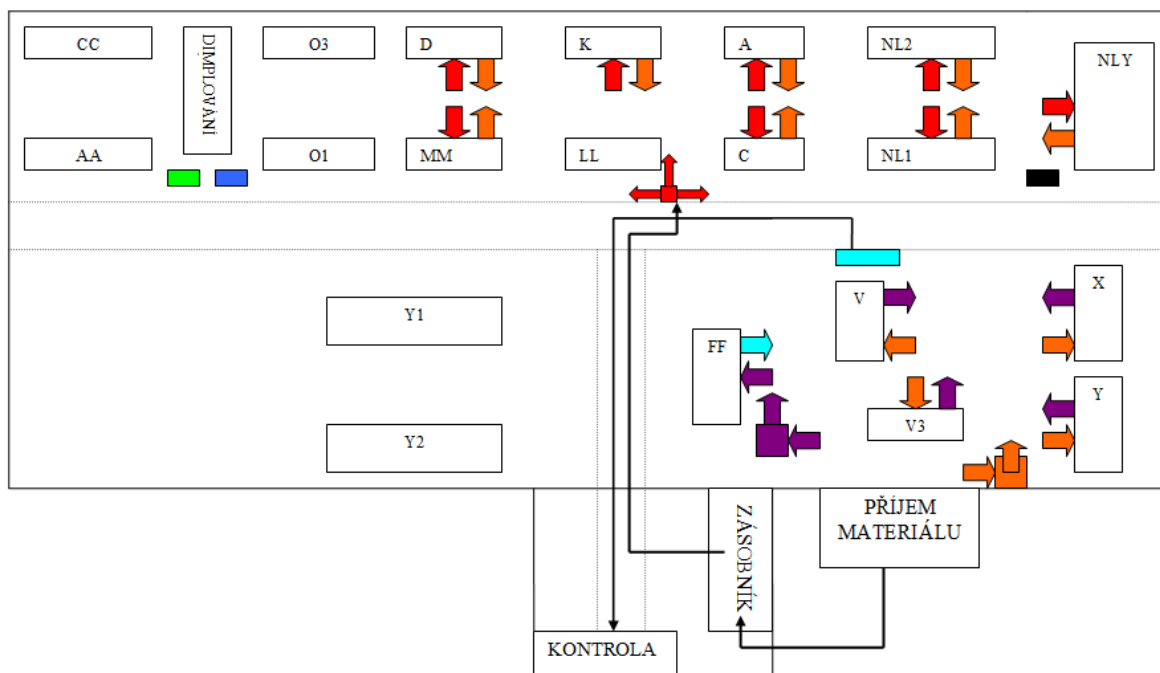 CC
DIMPLOVÁNÍ
O3
D
K
A
NL2
NLY
AA
O1
MM
LL
C
NL1
Y1
FF
V
X
Y2
V3
Y
ZÁSOBNÍK
PŘÍJEM
MATERIÁLU
KONTROLA